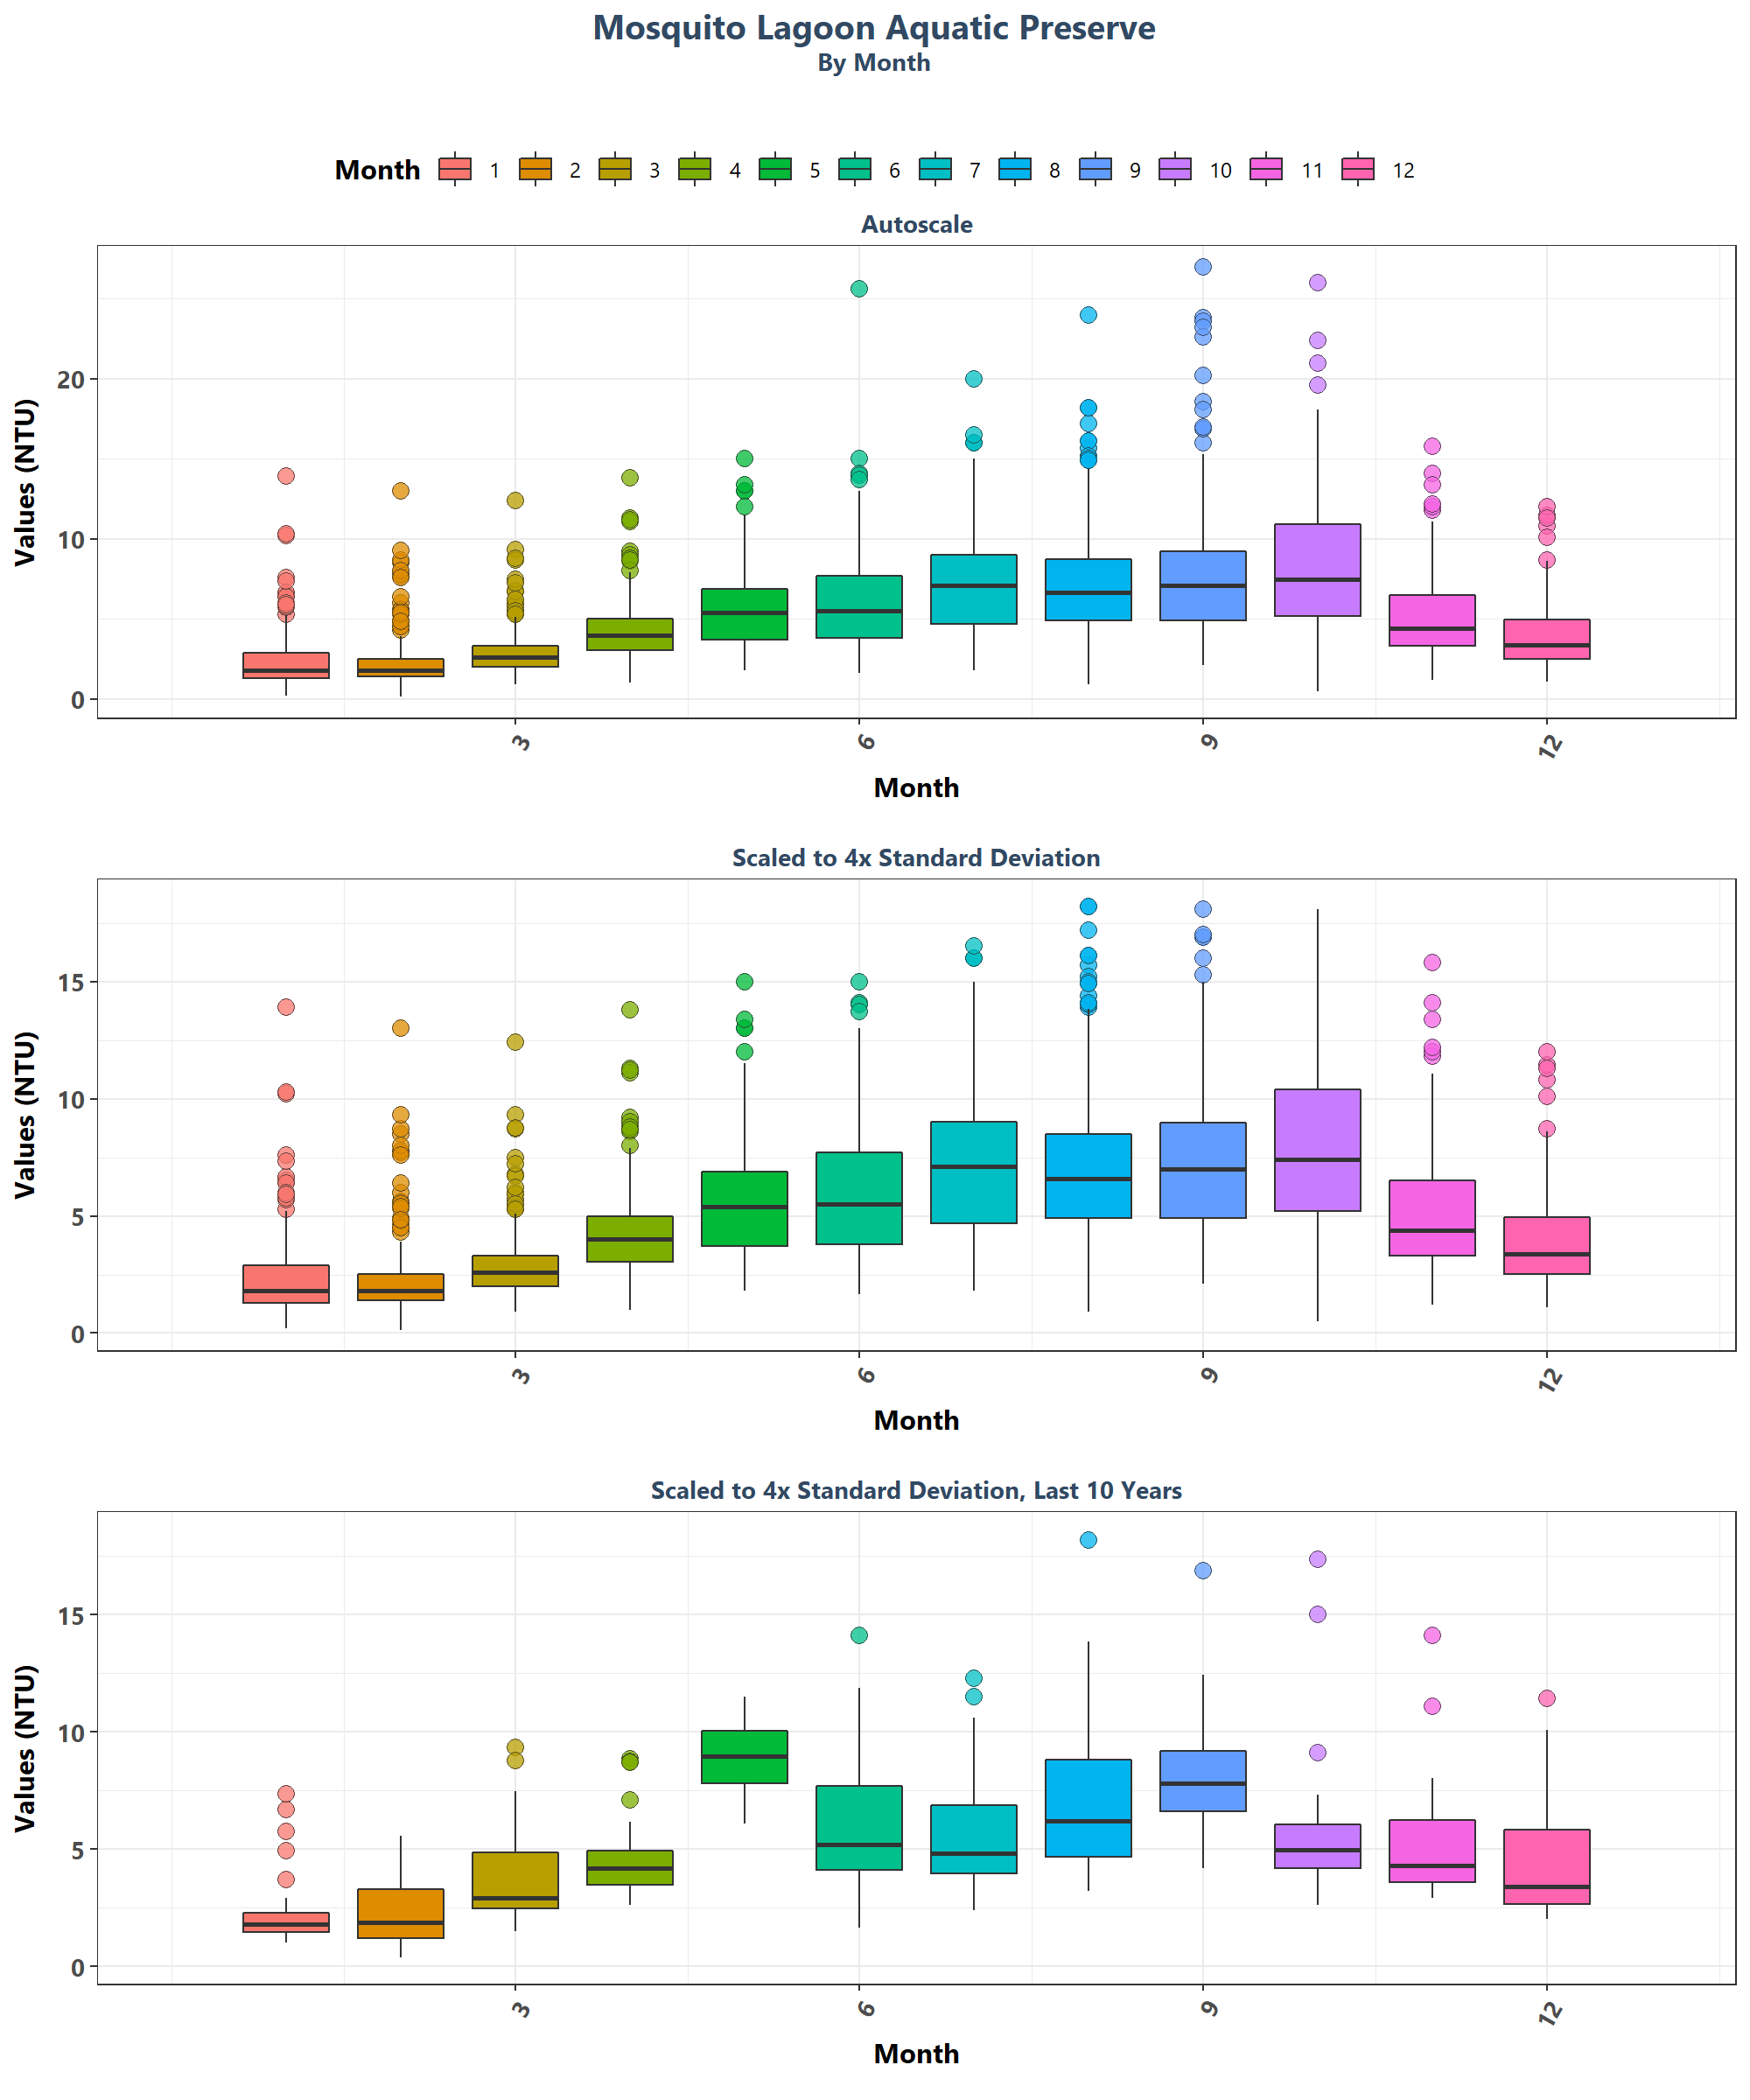 Mosquito Lagoon Aquatic Preserve
By Month
Month 1 2 3 4 5 6 7 8 9 10 11 12
Autoscale
Values (NTU)
20
10
0
3 6 9 12
Month
Scaled to 4x Standard Deviation
Values (NTU)
15
10
5
0
3 6 9 12
Month
Scaled to 4x Standard Deviation, Last 10 Years
Values (NTU)
15
10
5
0
3 6 9 12
Month